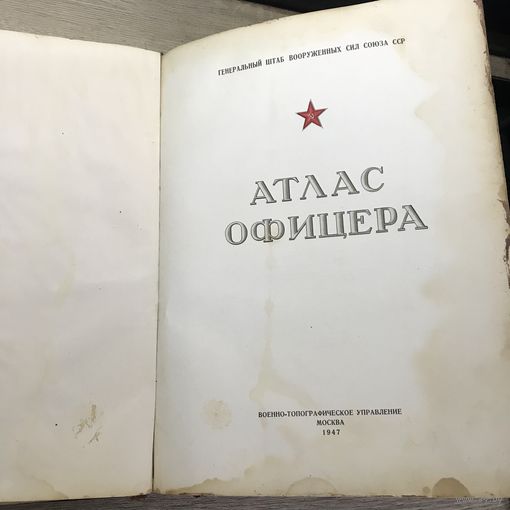 ГЕНЕРАЛЬНЫЙ ШТАБ ВООРУЖЕННЫХ СИЛ СОЮЗА ССР
АТЛАС
ОФИЦЕРА
ВОЕННО-ТОПОГРАФИЧЕСКОЕ УПРАВЛЕНИЕ
МОСКВА
1947